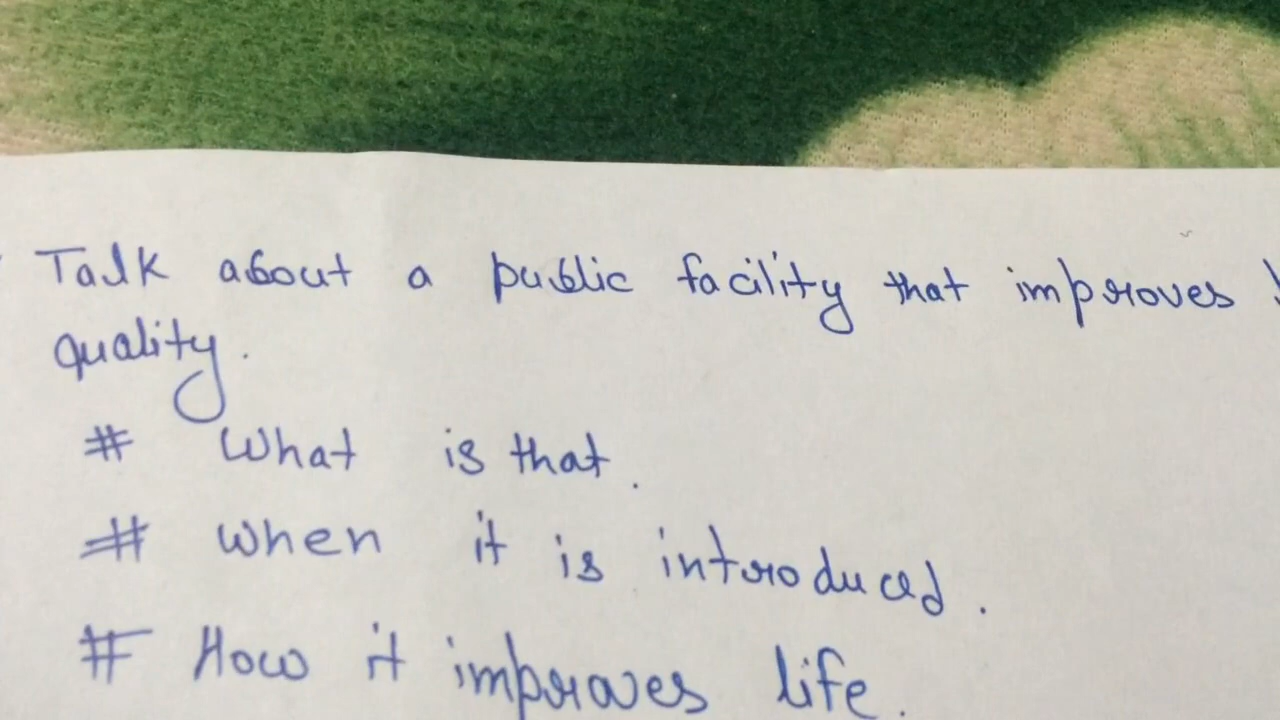 Talk about a public facility that improves
quality.
# What is that.
# when it is introduced.
# How it improves life.